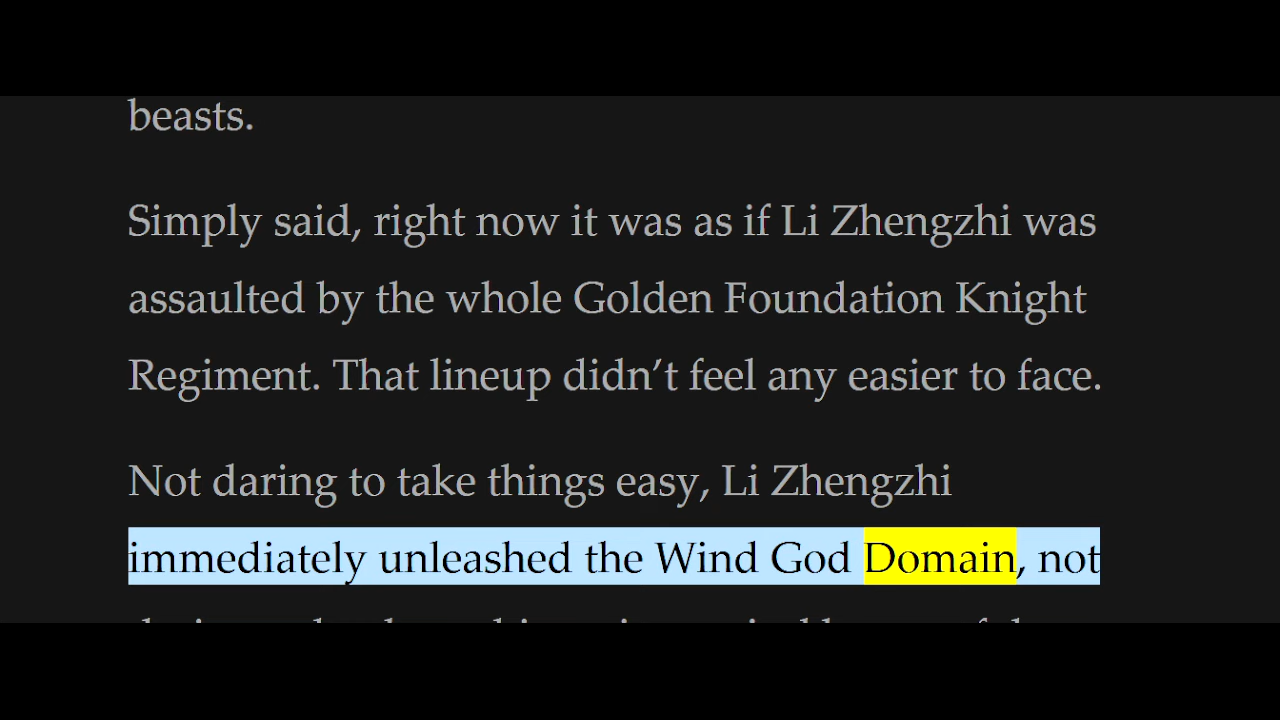 beasts.
Simply said, right now it was as if Li Zhengzhi was
assaulted by the whole Golden Foundation Knight
Regiment. That lineup didn’t feel any easier to face.
Not daring to take things easy, Li Zhengzhi
immediately unleashed the Wind God Domain, not